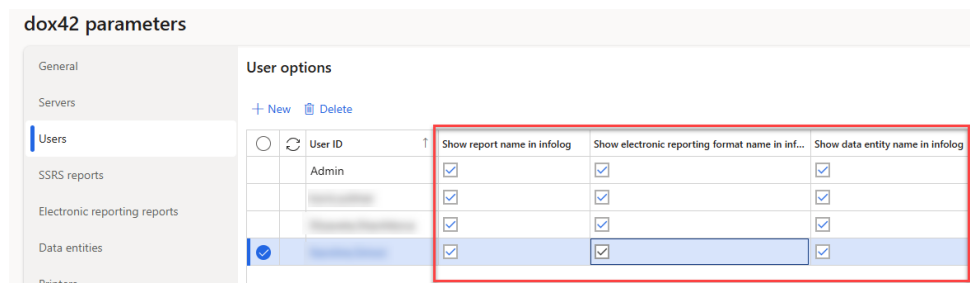 dox42 parameters
General
Servers
Users
SSRS reports
Electronic reporting reports
Data entities
Printers
User options
New Delete
User ID Show report name in infolog Show electronic reporting format name in inf... Show data entity name in infolog
Admin